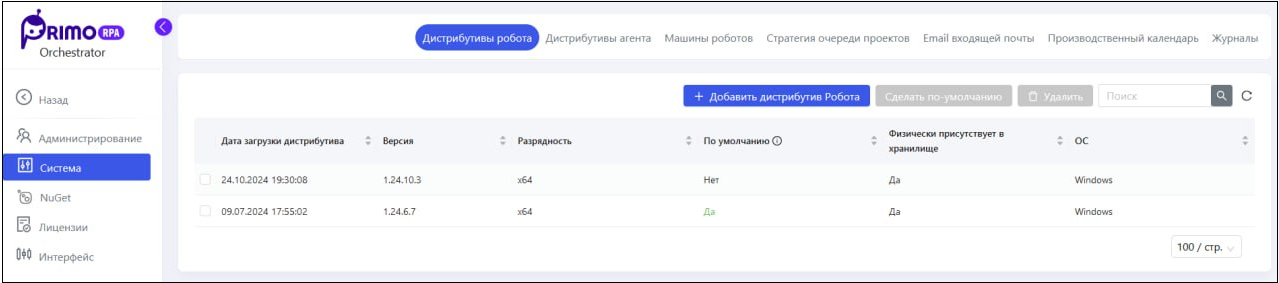 PRIMO RPA
Orchestrator
Назад
Администрирование
Система
NuGet
Лицензии
Интерфейс
Дистрибутивы робота Дистрибутивы агента Машины роботов Стратегия очереди проектов Email входящей почты Производственный календарь Журналы
+ Добавить дистрибутив Робота Сделать по-умолчанию Удалить Поиск
Дата загрузки дистрибутива Версия Разрядность По умолчанию Физически присутствует в хранилище ОС
24.10.2024 19:30:08 1.24.10.3 x64 Нет Да Windows
09.07.2024 17:55:02 1.24.6.7 x64 Да Да Windows
100 / стр.